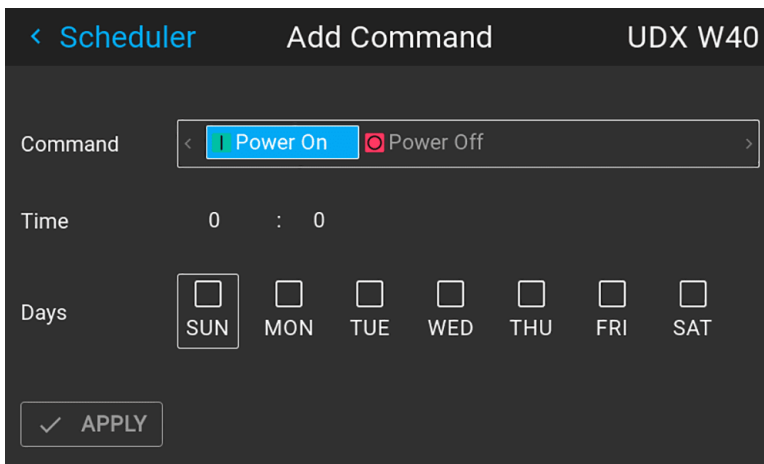 < Scheduler Add Command UDX W40
Command < Power On Power Off >
Time 0 : 0
Days SUN MON TUE WED THU FRI SAT
APPLY